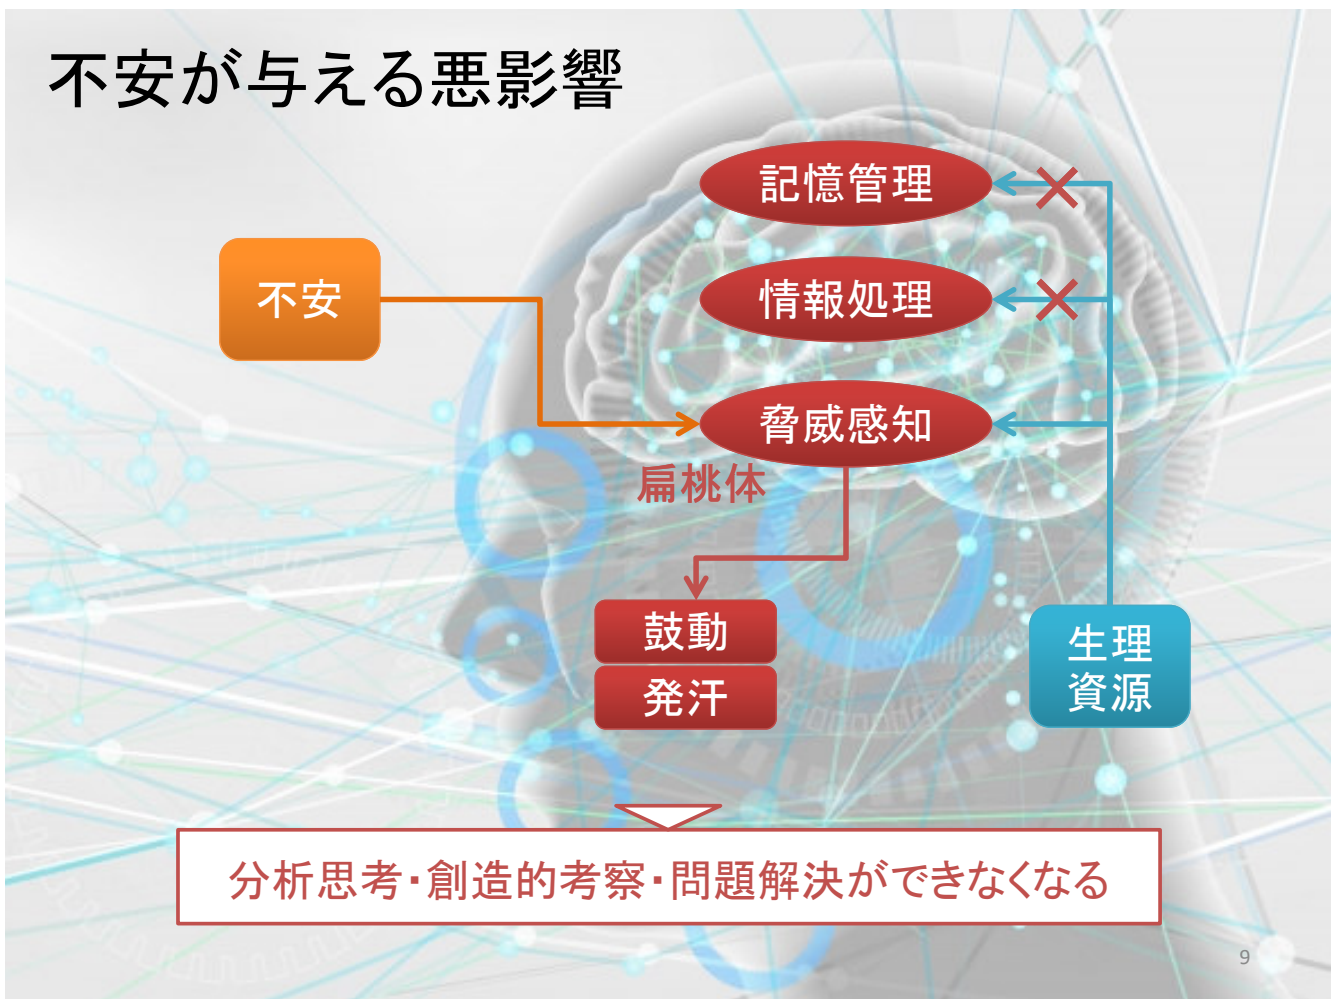 不安が与える悪影響
記憶管理
不安
情報処理
脅威感知
扁桃体
鼓動
発汗
生理
資源
分析思考・創造的考察・問題解決ができなくなる
9